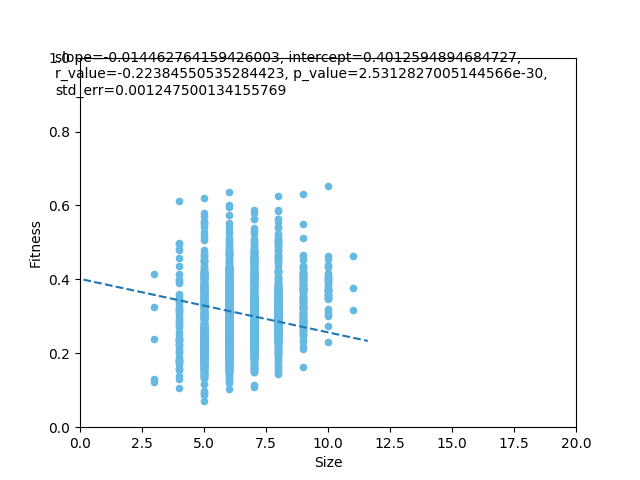 slope=-0.014462764159426003, intercept=0.4012594894684727,
r_value=-0.22384550535284423, p_value=2.5312827005144566e-30,
std_err=0.001247500134155769
1.0
0.8
0.6
0.4
0.2
0.0
Fitness
0.0 2.5 5.0 7.5 10.0 12.5 15.0 17.5 20.0
Size